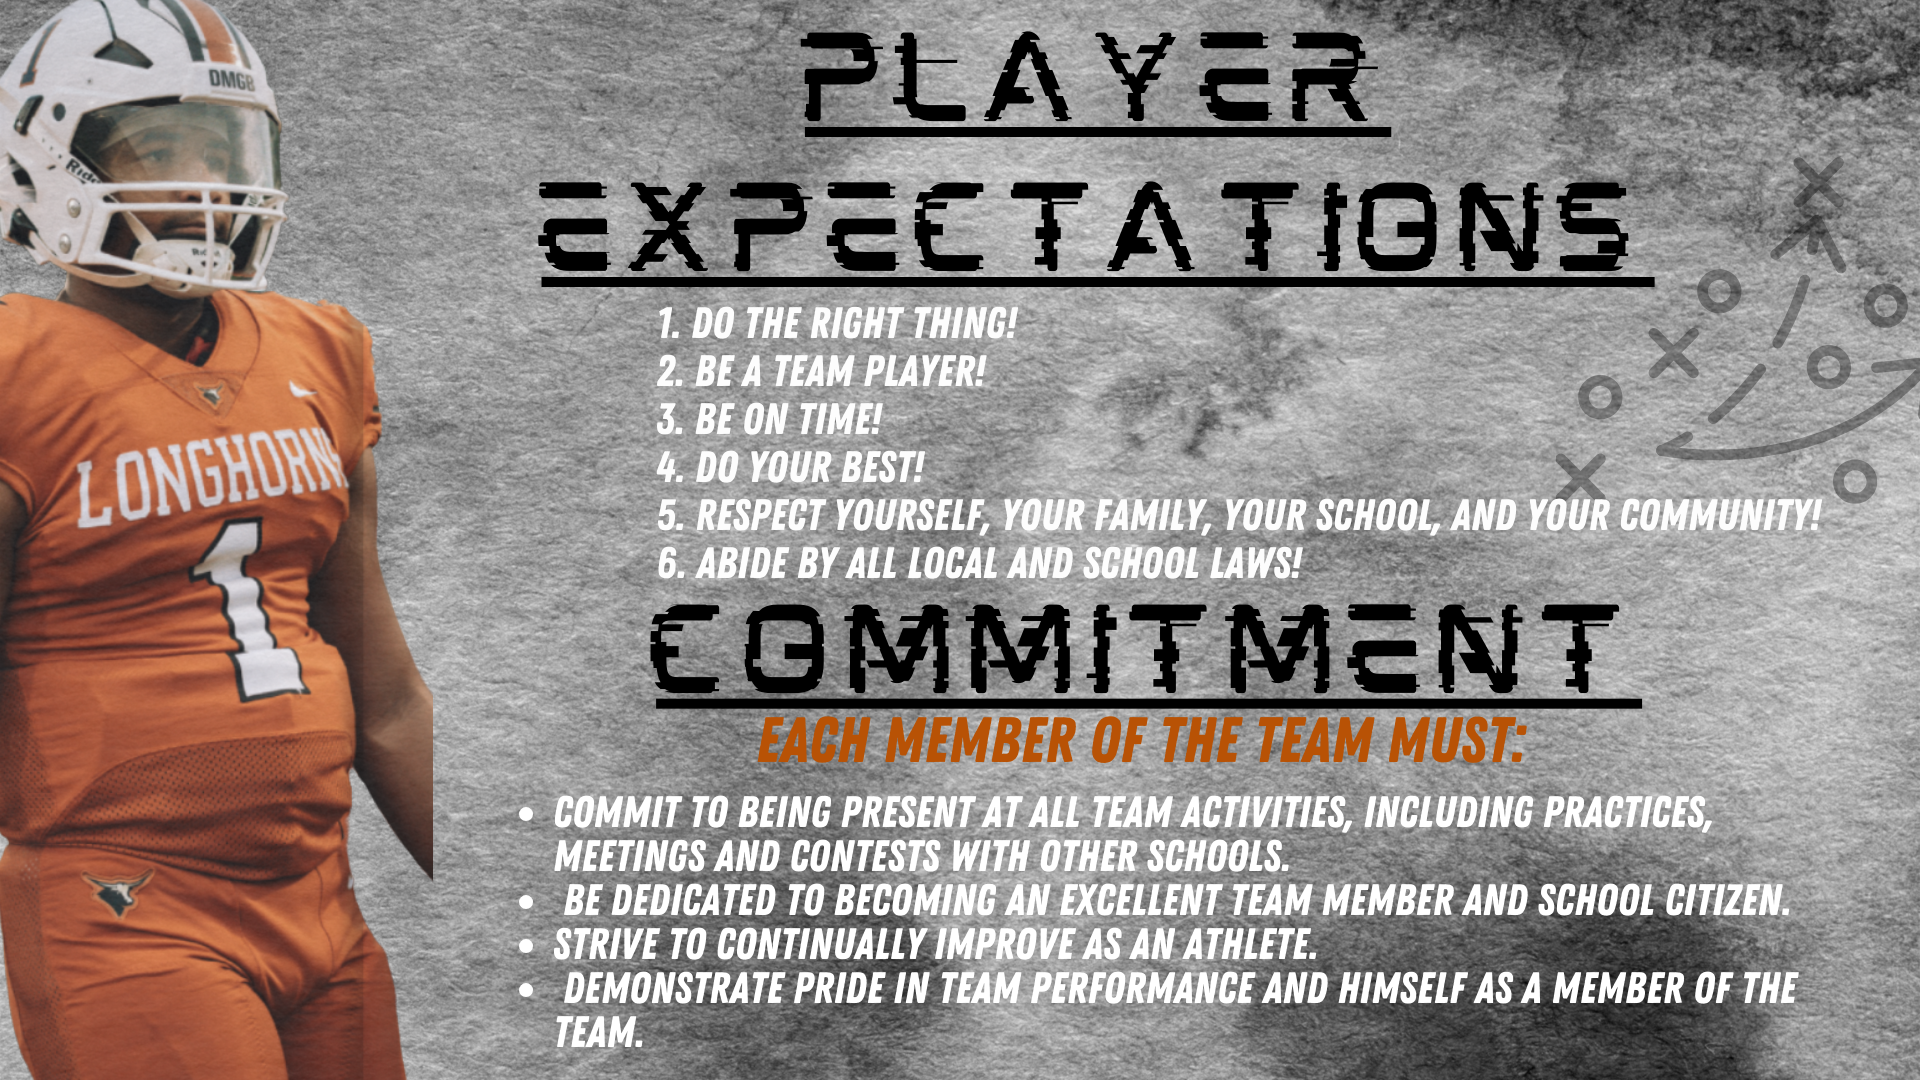 PLAYER
EXPECTATIONS
1. DO THE RIGHT THING!
2. BE A TEAM PLAYER!
3. BE ON TIME!
4. DO YOUR BEST!
5. RESPECT YOURSELF, YOUR FAMILY, YOUR SCHOOL, AND YOUR COMMUNITY!
6. ABIDE BY ALL LOCAL AND SCHOOL LAWS!
COMMITMENT
EACH MEMBER OF THE TEAM MUST:
• COMMIT TO BEING PRESENT AT ALL TEAM ACTIVITIES, INCLUDING PRACTICES,
MEETINGS AND CONTESTS WITH OTHER SCHOOLS.
• BE DEDICATED TO BECOMING AN EXCELLENT TEAM MEMBER AND SCHOOL CITIZEN.
• STRIVE TO CONTINUALLY IMPROVE AS AN ATHLETE.
• DEMONSTRATE PRIDE IN TEAM PERFORMANCE AND HIMSELF AS A MEMBER OF THE
TEAM.
DMGB
LONGHORNS
1